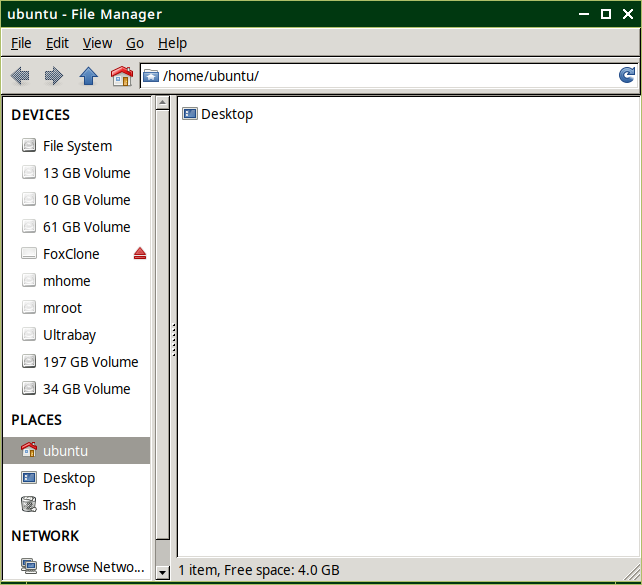 ubuntu - File Manager
File Edit View Go Help
/home/ubuntu/
DEVICES
File System
13 GB Volume
10 GB Volume
61 GB Volume
FoxClone
mhome
mroot
Ultrabay
197 GB Volume
34 GB Volume
PLACES
ubuntu
Desktop
Trash
NETWORK
Browse Netwo...
Desktop
1 item, Free space: 4.0 GB